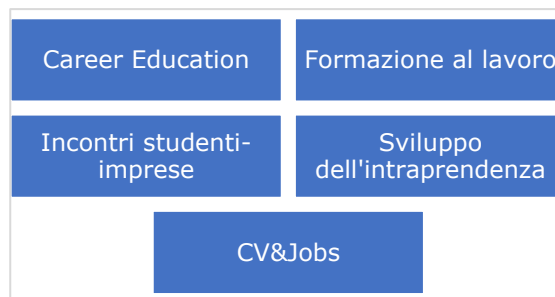 Career Education
Formazione al lavoro
Incontri studenti-
imprese
Sviluppo
dell'intraprendenza
CV&Jobs